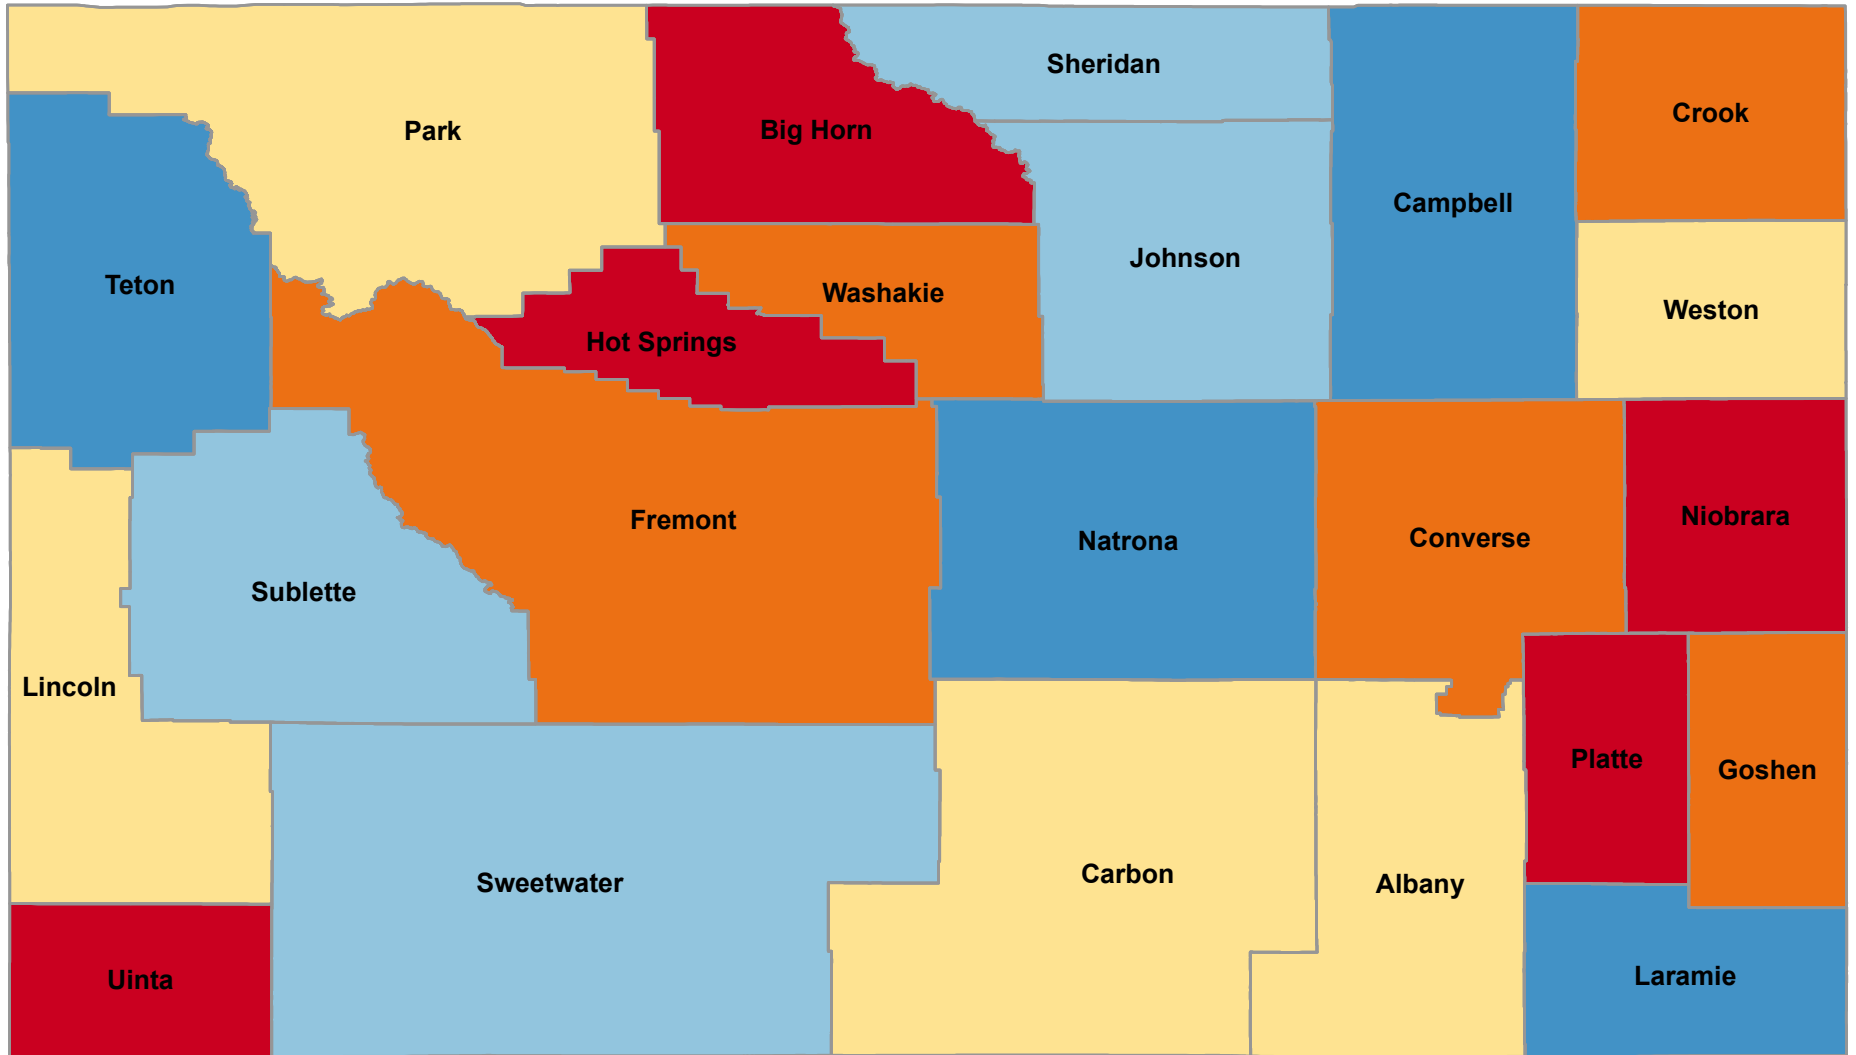 Sheridan
Crook
Park
Big Horn
Campbell
Johnson
Teton
Washakie
Weston
Hot Springs
Niobrara
Fremont
Converse
Natrona
Sublette
Lincoln
Platte
Goshen
Carbon
Sweetwater
Albany
Laramie
Uinta